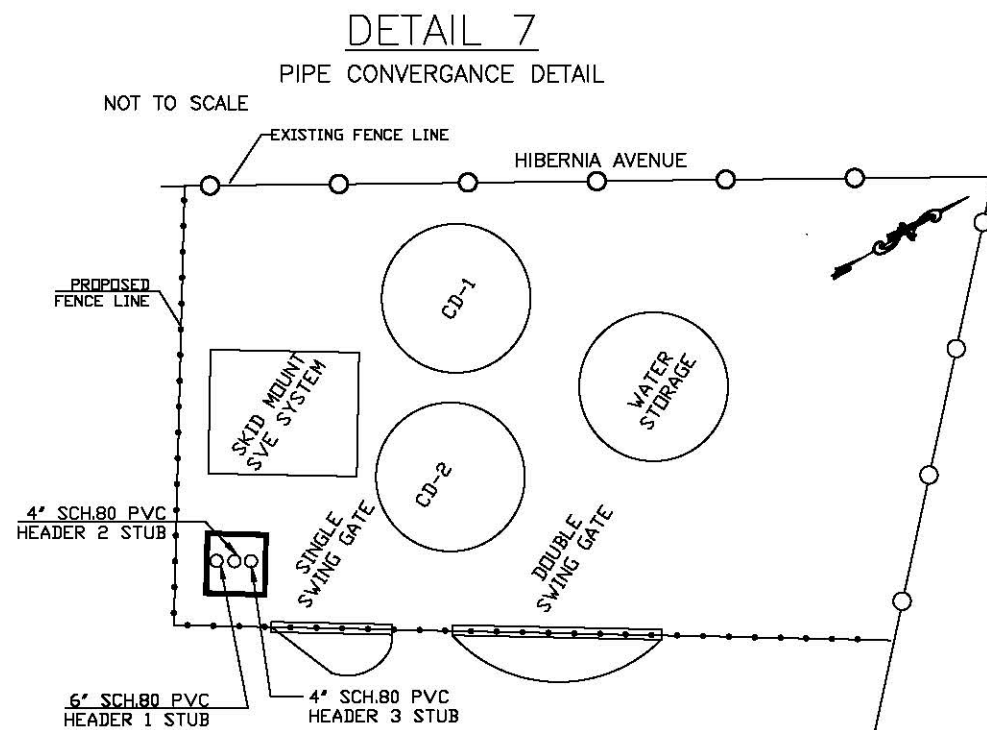 DETAIL 7
PIPE CONVERGANCE DETAIL
NOT TO SCALE
EXISTING FENCE LINE
HIBERNIA AVENUE
PROPOSED
FENCE LINE
CD-1
SKID MOUNT
SVE SYSTEM
WATER
STORAGE
CD-2
4" SCH.80 PVC
HEADER 2 STUB
SINGLE
SWING GATE
DOUBLE
SWING GATE
6" SCH.80 PVC
HEADER 1 STUB
4" SCH.80 PVC
HEADER 3 STUB